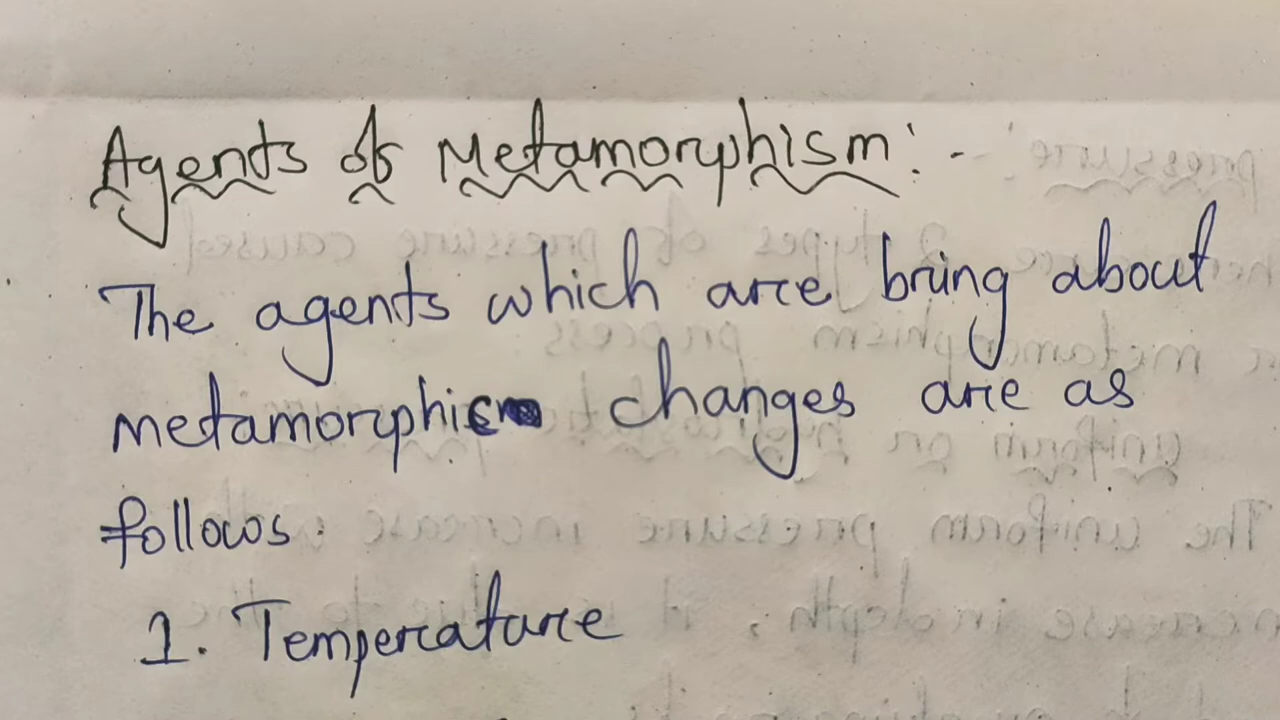 Agents of Metamorphism:-
The agents which are bring about
metamorphic changes are as
follows.
1. Temperature